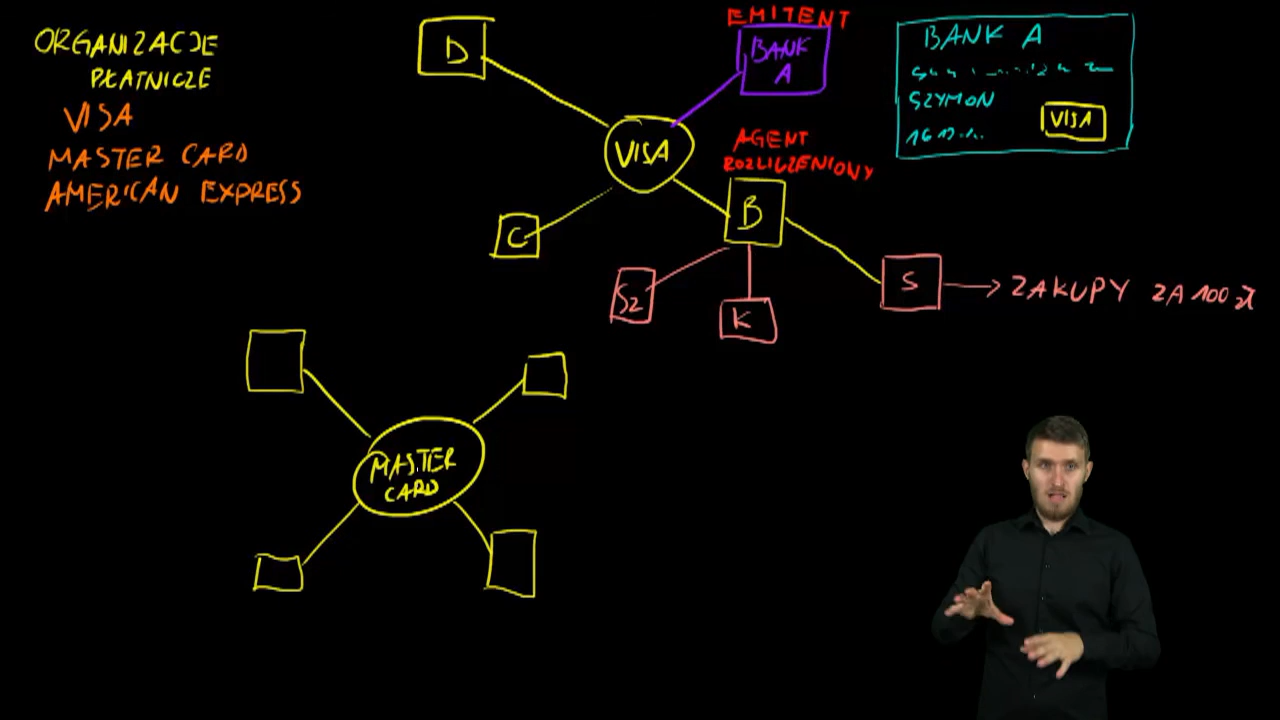 ORGANIZACJE
PŁATNICZE
VISA
MASTER CARD
AMERICAN EXPRESS
D
EMITENT
BANK
A
VISA
AGENT
ROZLICZENIOWY
B
C
S2
K
S
ZAKUPY ZA 100 zł
BANK A
SZYMON
VISA
MASTER
CARD